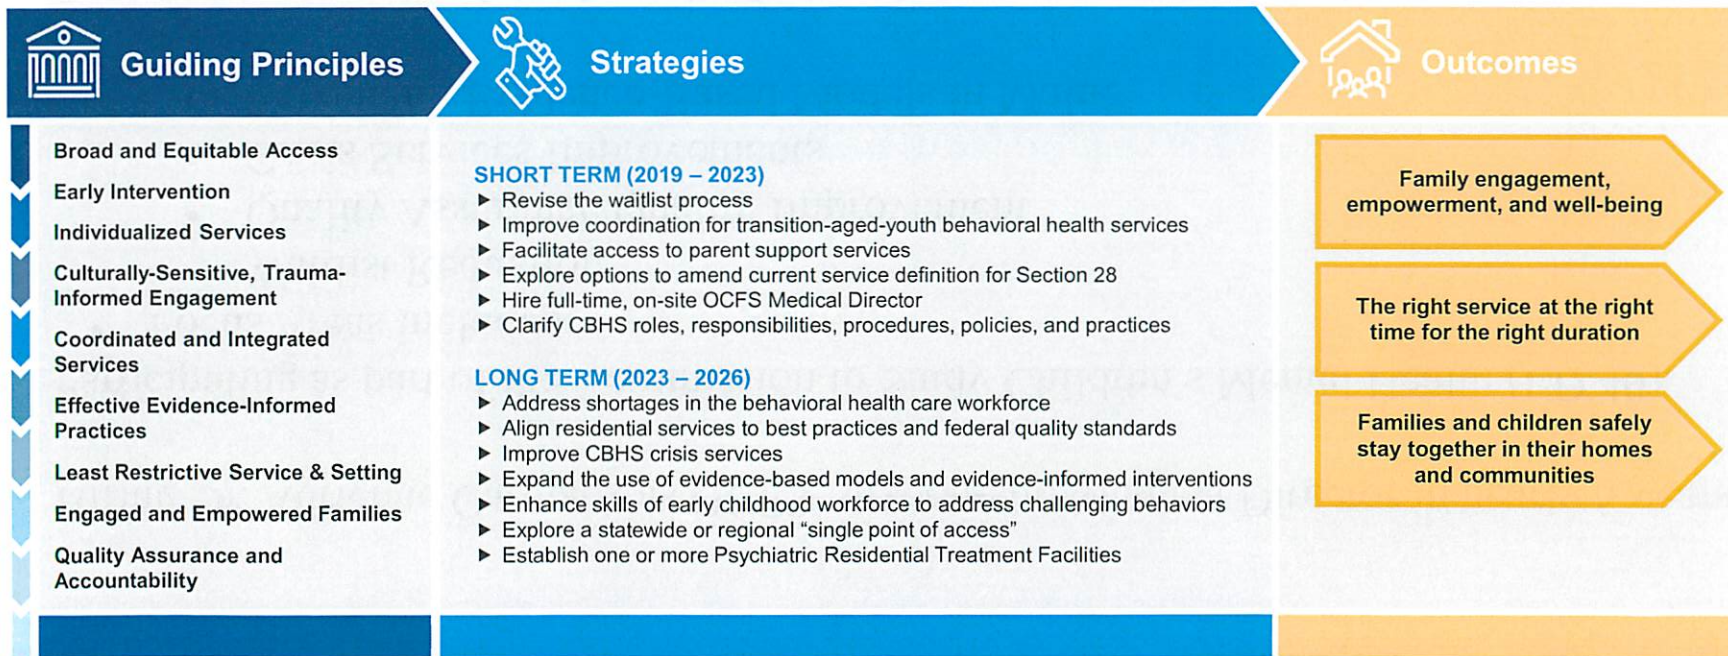 Guiding Principles
Broad and Equitable Access
Early Intervention
Individualized Services
Culturally-Sensitive, Trauma-
Informed Engagement
Coordinated and Integrated
Services
Effective Evidence-Informed
Practices
Least Restrictive Service & Setting
Engaged and Empowered Families
Quality Assurance and
Accountability
Strategies
SHORT TERM (2019 – 2023)
▶ Revise the waitlist process
▶ Improve coordination for transition-aged-youth behavioral health services
▶ Facilitate access to parent support services
▶ Explore options to amend current service definition for Section 28
▶ Hire full-time, on-site OCFS Medical Director
▶ Clarify CBHS roles, responsibilities, procedures, policies, and practices
LONG TERM (2023 – 2026)
▶ Address shortages in the behavioral health care workforce
▶ Align residential services to best practices and federal quality standards
▶ Improve CBHS crisis services
▶ Expand the use of evidence-based models and evidence-informed interventions
▶ Enhance skills of early childhood workforce to address challenging behaviors
▶ Explore a statewide or regional “single point of access”
▶ Establish one or more Psychiatric Residential Treatment Facilities
Outcomes
Family engagement,
empowerment, and well-being
The right service at the right
time for the right duration
Families and children safely
stay together in their homes
and communities